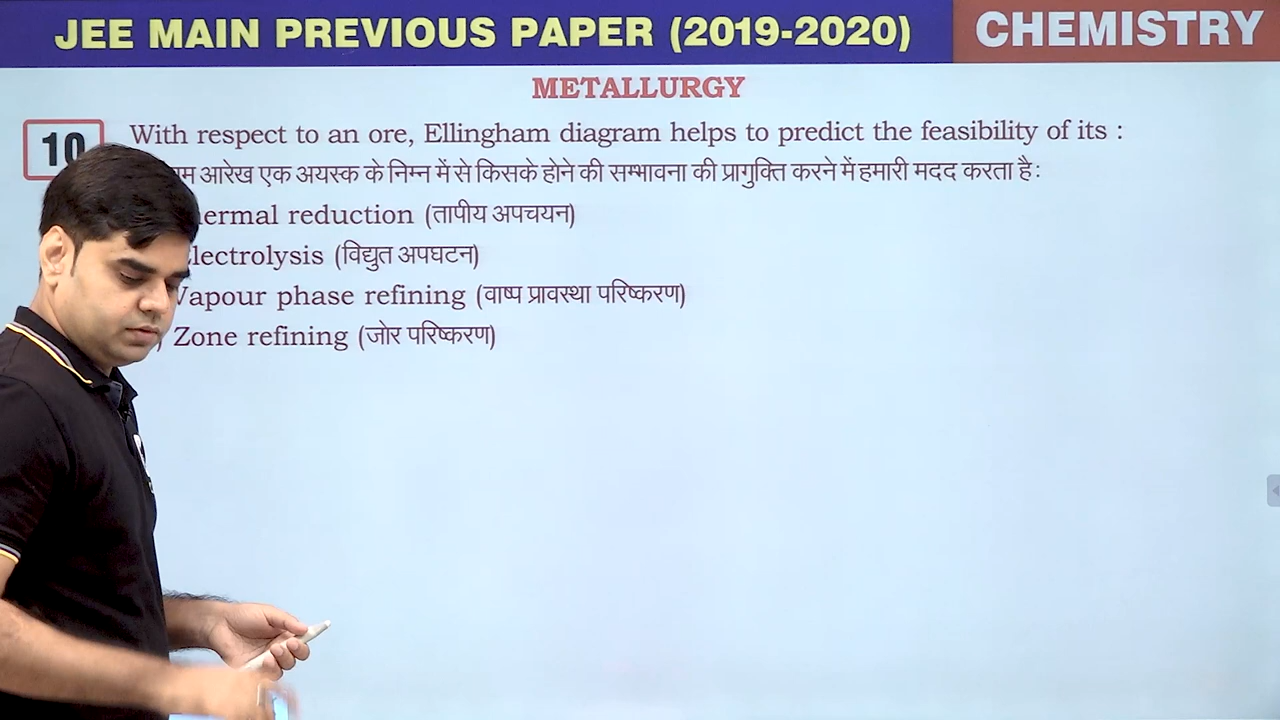 JEE MAIN PREVIOUS PAPER (2019-2020) CHEMISTRY
METALLURGY
10 With respect to an ore, Ellingham diagram helps to predict the feasibility of its :
आरेख एक अयस्क के निम्न में से किसके होने की सम्भावना की प्रागुक्ति करने में हमारी मदद करता है:
reduction (तापीय अपचयन)
(विद्युत अपघटन)
Vapour phase refining (वाष्प प्रावस्था परिष्करण)
) Zone refining (जोर परिष्करण)